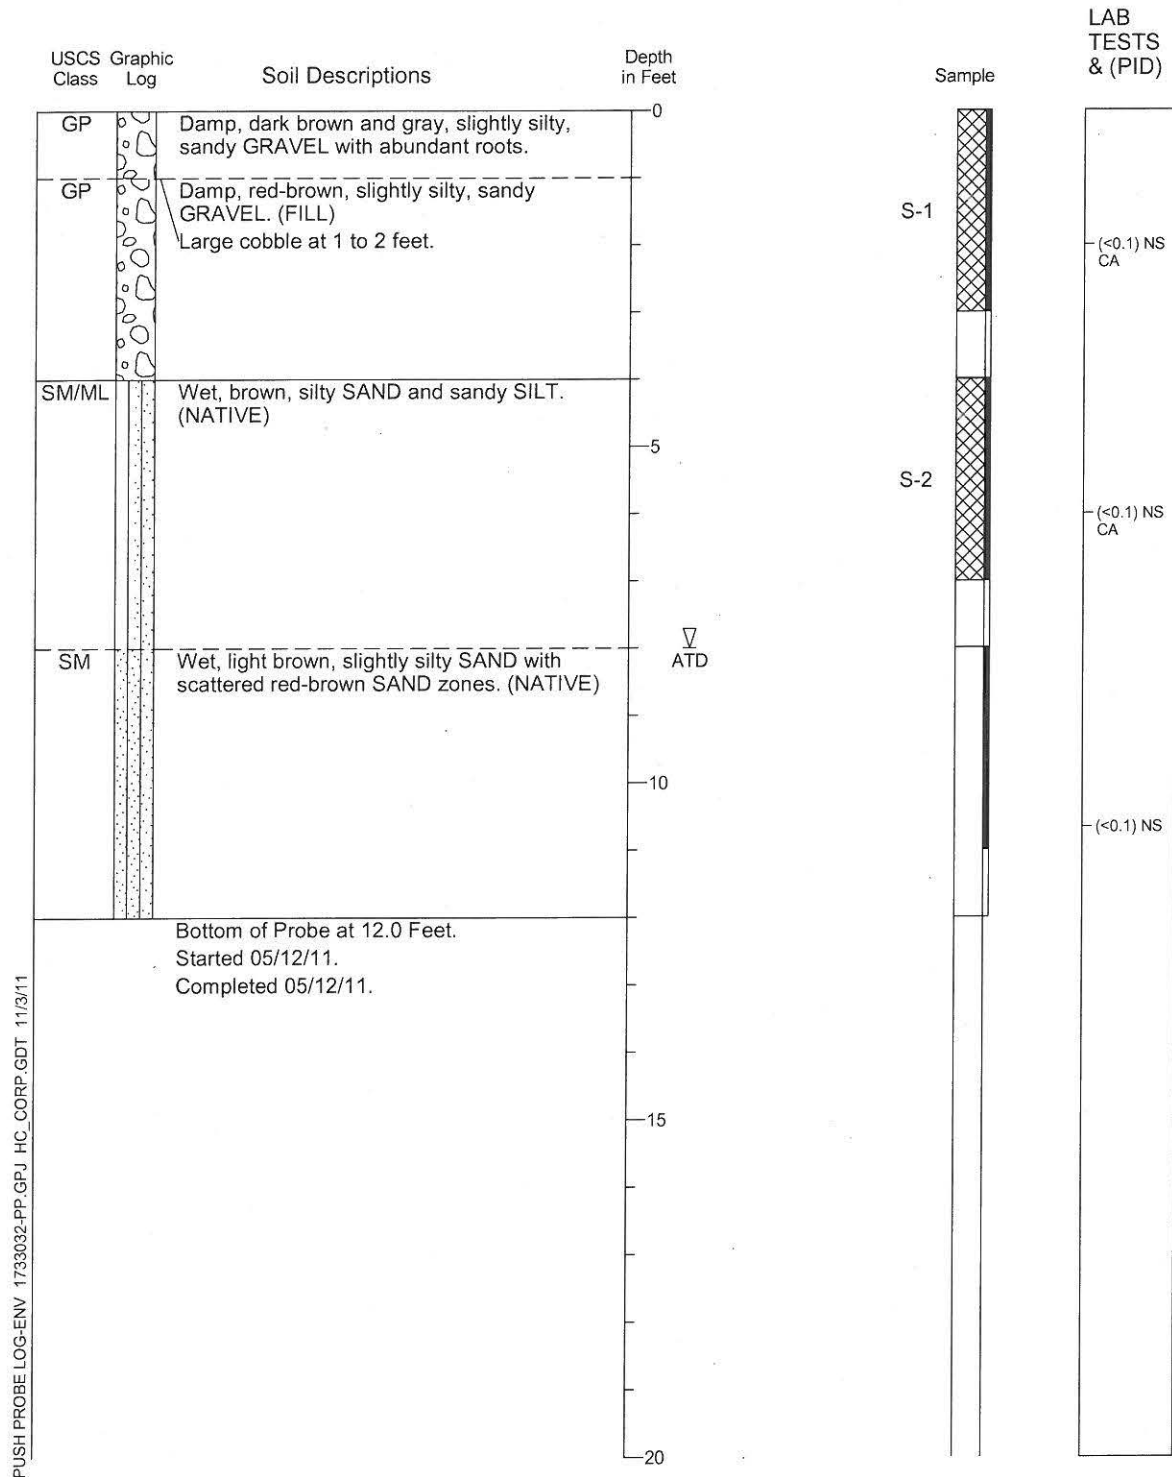 USCS Class
Graphic Log
Soil Descriptions
Depth in Feet
Sample
LAB
TESTS
& (PID)
0
GP
Damp, dark brown and gray, slightly silty,
sandy GRAVEL with abundant roots.
GP
Damp, red-brown, slightly silty, sandy
GRAVEL. (FILL)
Large cobble at 1 to 2 feet.
S-1
(<0.1) NS
CA
SM/ML
Wet, brown, silty SAND and sandy SILT.
(NATIVE)
5
S-2
(<0.1) NS
CA
ATD
SM
Wet, light brown, slightly silty SAND with
scattered red-brown SAND zones. (NATIVE)
10
(<0.1) NS
Bottom of Probe at 12.0 Feet.
Started 05/12/11.
Completed 05/12/11.
15
20
PUSH PROBE LOG-ENV 1733032-PP.GPJ HC_CORP.GDT 11/3/11